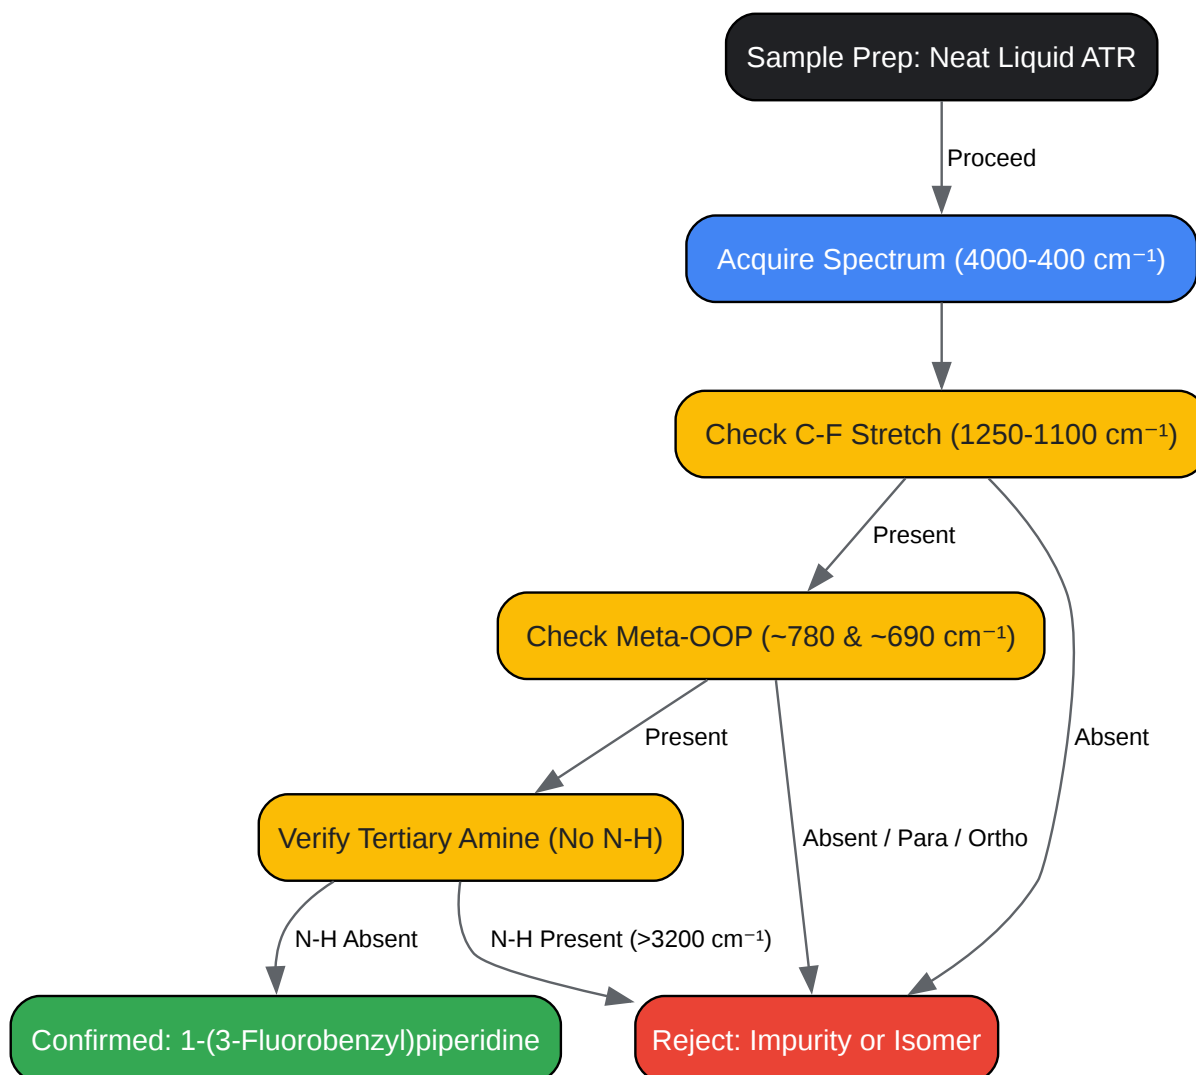 Sample Prep: Neat Liquid ATR
Proceed
Acquire Spectrum (4000-400 cm⁻¹)
Check C-F Stretch (1250-1100 cm⁻¹)
Present
Check Meta-OOP (~780 & ~690 cm⁻¹)
Present
Absent
Verify Tertiary Amine (No N-H)
Absent / Para / Ortho
N-H Absent
N-H Present (>3200 cm⁻¹)
Confirmed: 1-(3-Fluorobenzyl)piperidine
Reject: Impurity or Isomer